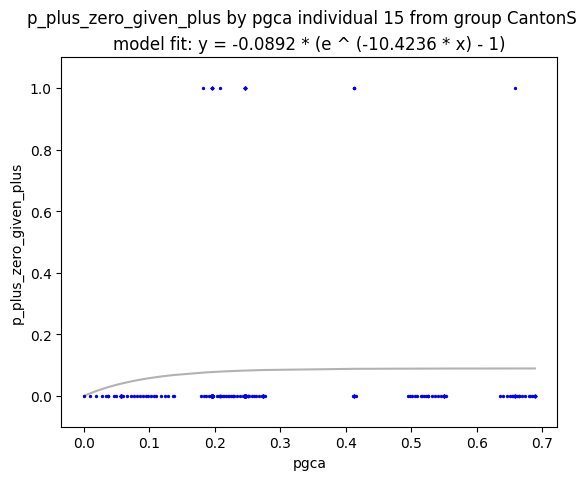 p_plus_zero_given_plus by pgca individual 15 from group CantonS
model fit: y = -0.0892 * (e ^ (-10.4236 * x) - 1)
p_plus_zero_given_plus
1.0
0.8
0.6
0.4
0.2
0.0
0.0 0.1 0.2 0.3 0.4 0.5 0.6 0.7
pgca